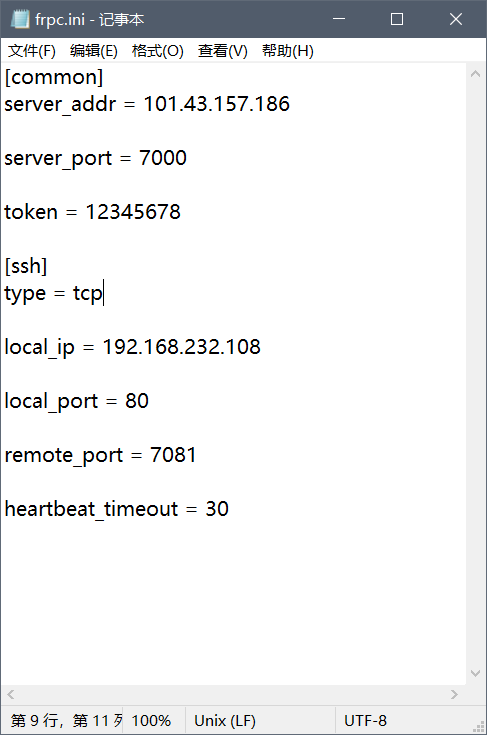 frpc.ini - 记事本
文件(F) 编辑(E) 格式(O) 查看(V) 帮助(H)
[common]
server_addr = 101.43.157.186
server_port = 7000
token = 12345678
[ssh]
type = tcp
local_ip = 192.168.232.108
local_port = 80
remote_port = 7081
heartbeat_timeout = 30
第 9 行，第 11 列 100% Unix (LF) UTF-8